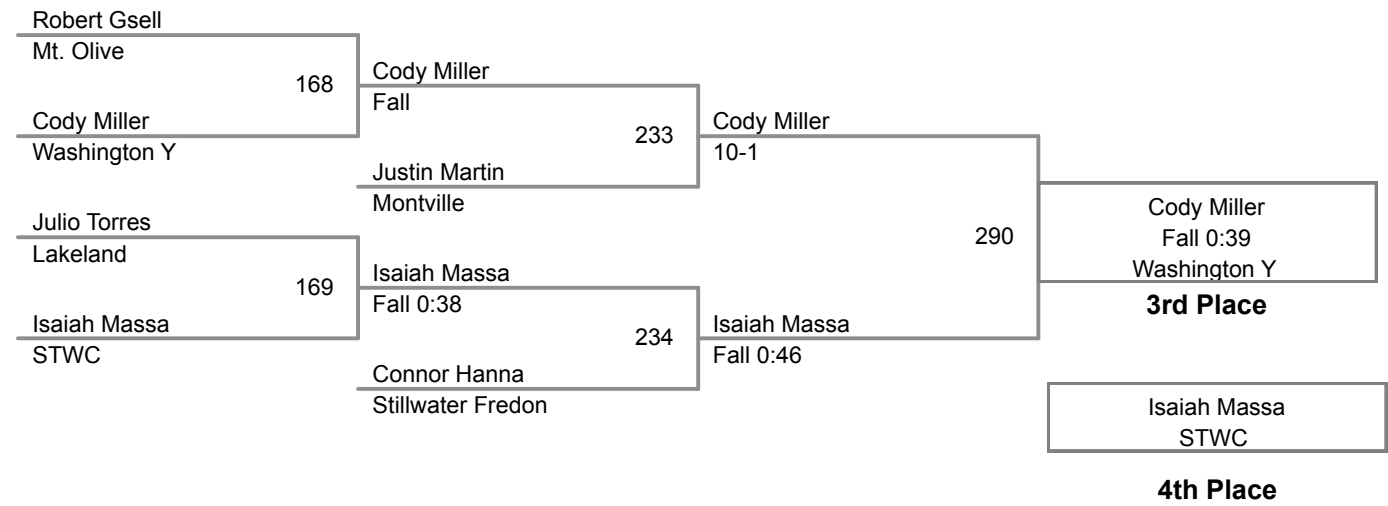 Robert Gsell
Mt. Olive
168
Cody Miller
Washington Y
Julio Torres
Lakeland
169
Isaiah Massa
STWC
Cody Miller
Fall
233
Justin Martin
Montville
Isaiah Massa
Fall 0:38
234
Connor Hanna
Stillwater Fredon
Cody Miller
10-1
290
Isaiah Massa
Fall 0:46
Cody Miller
Fall 0:39
Washington Y
3rd Place
Isaiah Massa
STWC
4th Place